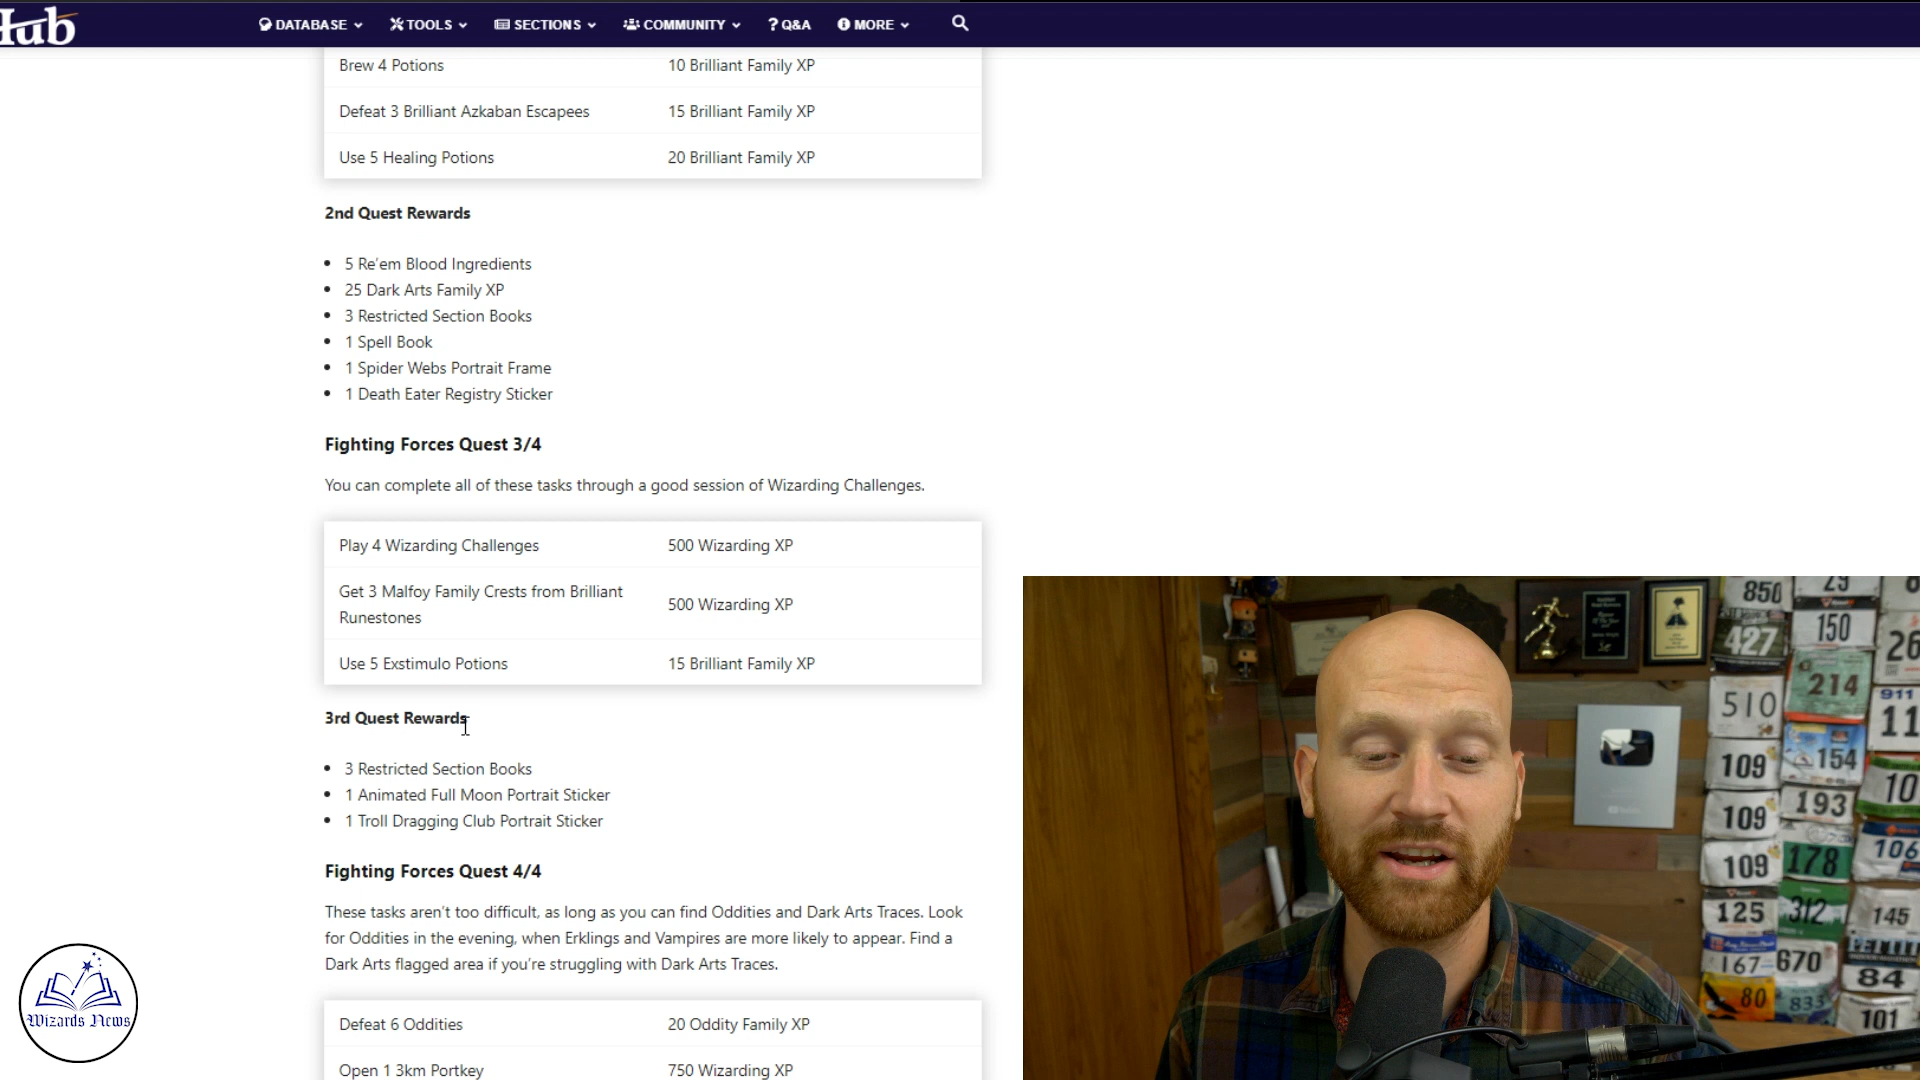 Hub
DATABASE
TOOLS
SECTIONS
COMMUNITY
? Q&A
MORE
Brew 4 Potions 10 Brilliant Family XP
Defeat 3 Brilliant Azkaban Escapees 15 Brilliant Family XP
Use 5 Healing Potions 20 Brilliant Family XP
2nd Quest Rewards
• 5 Re'em Blood Ingredients
• 25 Dark Arts Family XP
• 3 Restricted Section Books
• 1 Spell Book
• 1 Spider Webs Portrait Frame
• 1 Death Eater Registry Sticker
Fighting Forces Quest 3/4
You can complete all of these tasks through a good session of Wizarding Challenges.
Play 4 Wizarding Challenges 500 Wizarding XP
Get 3 Malfoy Family Crests from Brilliant
Runestones 500 Wizarding XP
Use 5 Exstimulo Potions 15 Brilliant Family XP
3rd Quest Rewards
• 3 Restricted Section Books
• 1 Animated Full Moon Portrait Sticker
• 1 Troll Dragging Club Portrait Sticker
Fighting Forces Quest 4/4
These tasks aren't too difficult, as long as you can find Oddities and Dark Arts Traces. Look
for Oddities in the evening, when Erklings and Vampires are more likely to appear. Find a
Dark Arts flagged area if you're struggling with Dark Arts Traces.
Defeat 6 Oddities 20 Oddity Family XP
Open 1 3km Portkey 750 Wizarding XP
Wizards News
850
29
427
150
26
510
214
911
11
109
154
109
193
10
109
178
106
125
312
145
167
670
84
80
833
101